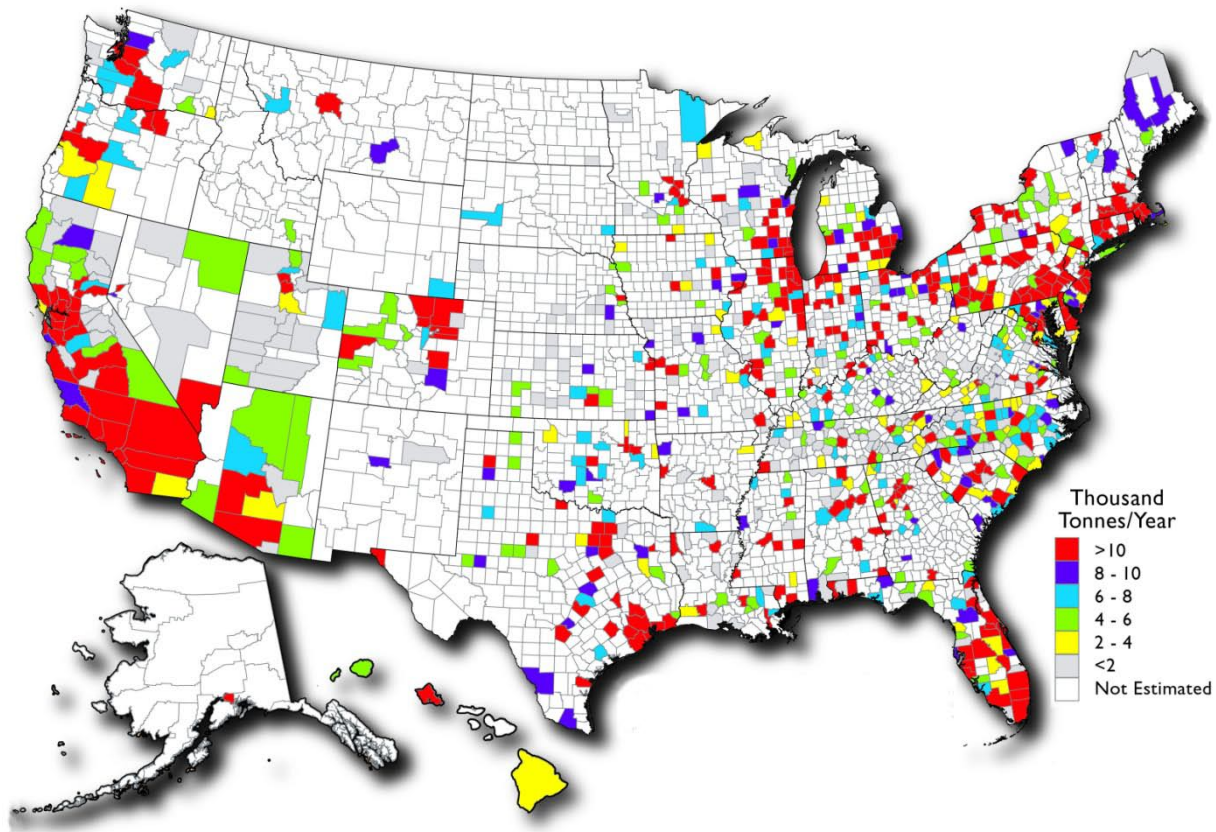 Thousand
Tonnes/Year
>10
8 - 10
6 - 8
4 - 6
2 - 4
<2
Not Estimated